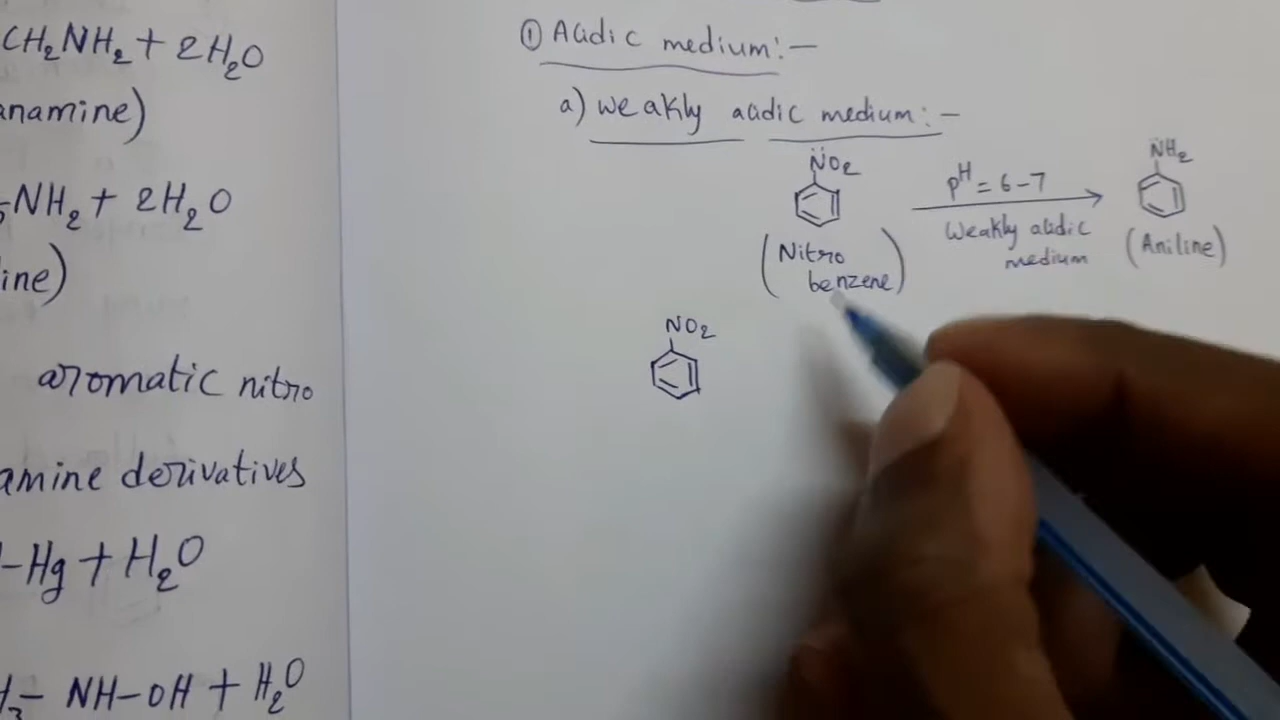 CH₂NH₂ + 2H₂O
anamine)
NH₂ + 2H₂O
ine)
aromatic nitro
amine derivatives
-Hg + H₂O
- NH-OH + H₂O
① Acidic medium:-
a) Weakly acidic medium:-
NO₂
pH = 6-7
NH₂
Weakly acidic
medium
(Nitro
benzene)
(Aniline)
NO₂